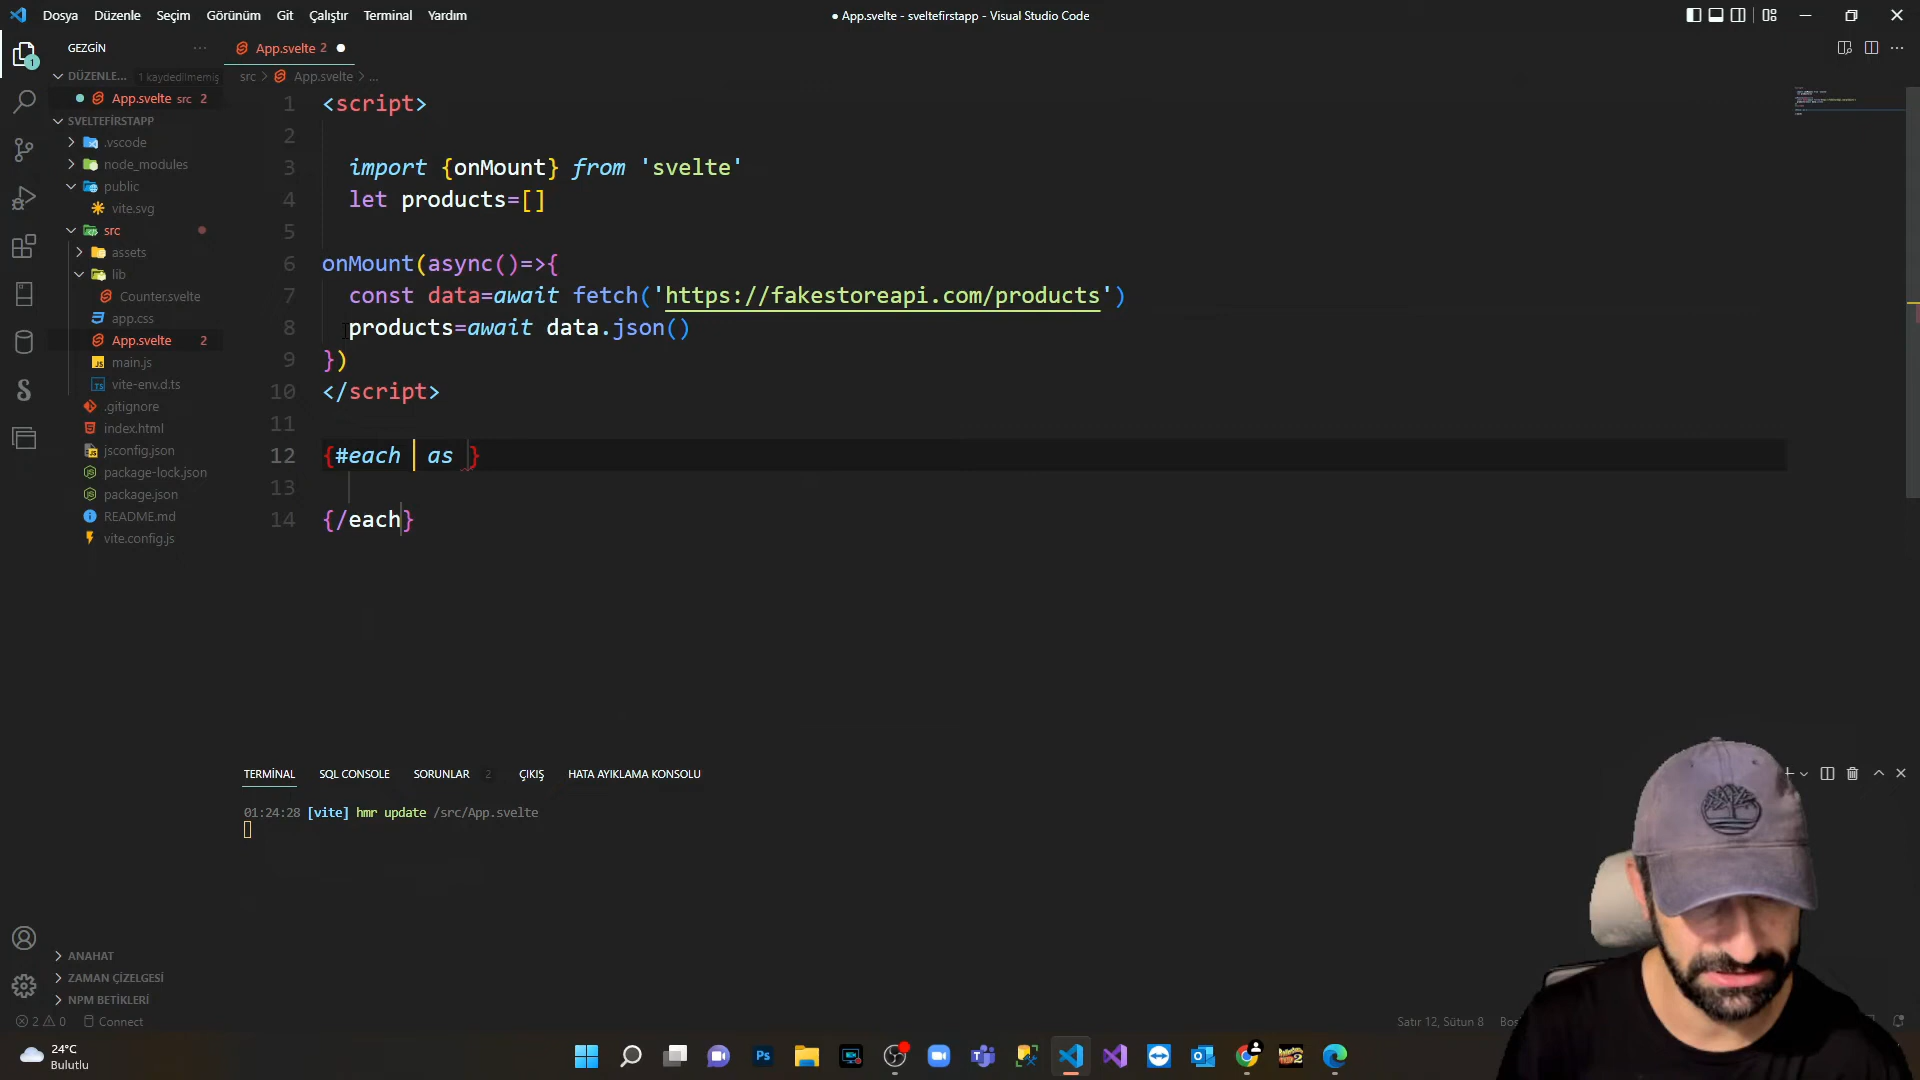 Dosya Düzenle Seçim Görünüm Git Çalıştır Terminal Yardım
● App.svelte - sveltefirstapp - Visual Studio Code
GEZGİN
App.svelte 2
DÜZENLE... 1 kaydedilmemiş
App.svelte src 2
SVELTEFİRSTAPP
.vscode
node_modules
public
vite.svg
src
assets
lib
Counter.svelte
app.css
App.svelte 2
main.js
vite-env.d.ts
.gitignore
index.html
jsconfig.json
package-lock.json
package.json
README.md
vite.config.js
ANAHAT
ZAMAN ÇİZELGESİ
NPM BETİKLERİ
src > App.svelte > ...
1 <script>
2
3 import {onMount} from 'svelte'
4 let products=[]
5
6 onMount(async()=>{
7 const data=await fetch('https://fakestoreapi.com/products')
8 products=await data.json()
9 })
10 </script>
11
12 {#each as }
13
14 {/each}
TERMİNAL SQL CONSOLE SORUNLAR 2 ÇIKIŞ HATA AYIKLAMA KONSOLU
01:24:28 [vite] hmr update /src/App.svelte
2 0 Connect
Satır 12, Sütun 8
24°C
Bulutlu